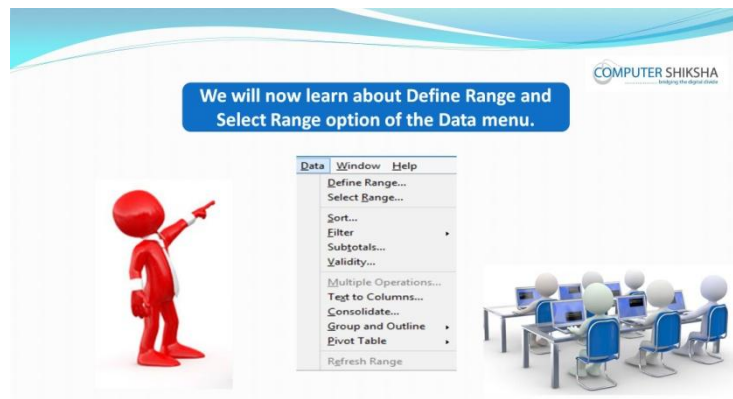 COMPUTER SHIKSHA
bridging the digital divide
We will now learn about Define Range and
Select Range option of the Data menu.
Data Window Help
Define Range...
Select Range...
Sort...
Filter
Subtotals...
Validity...
Multiple Operations...
Text to Columns...
Consolidate...
Group and Outline
Pivot Table
Refresh Range